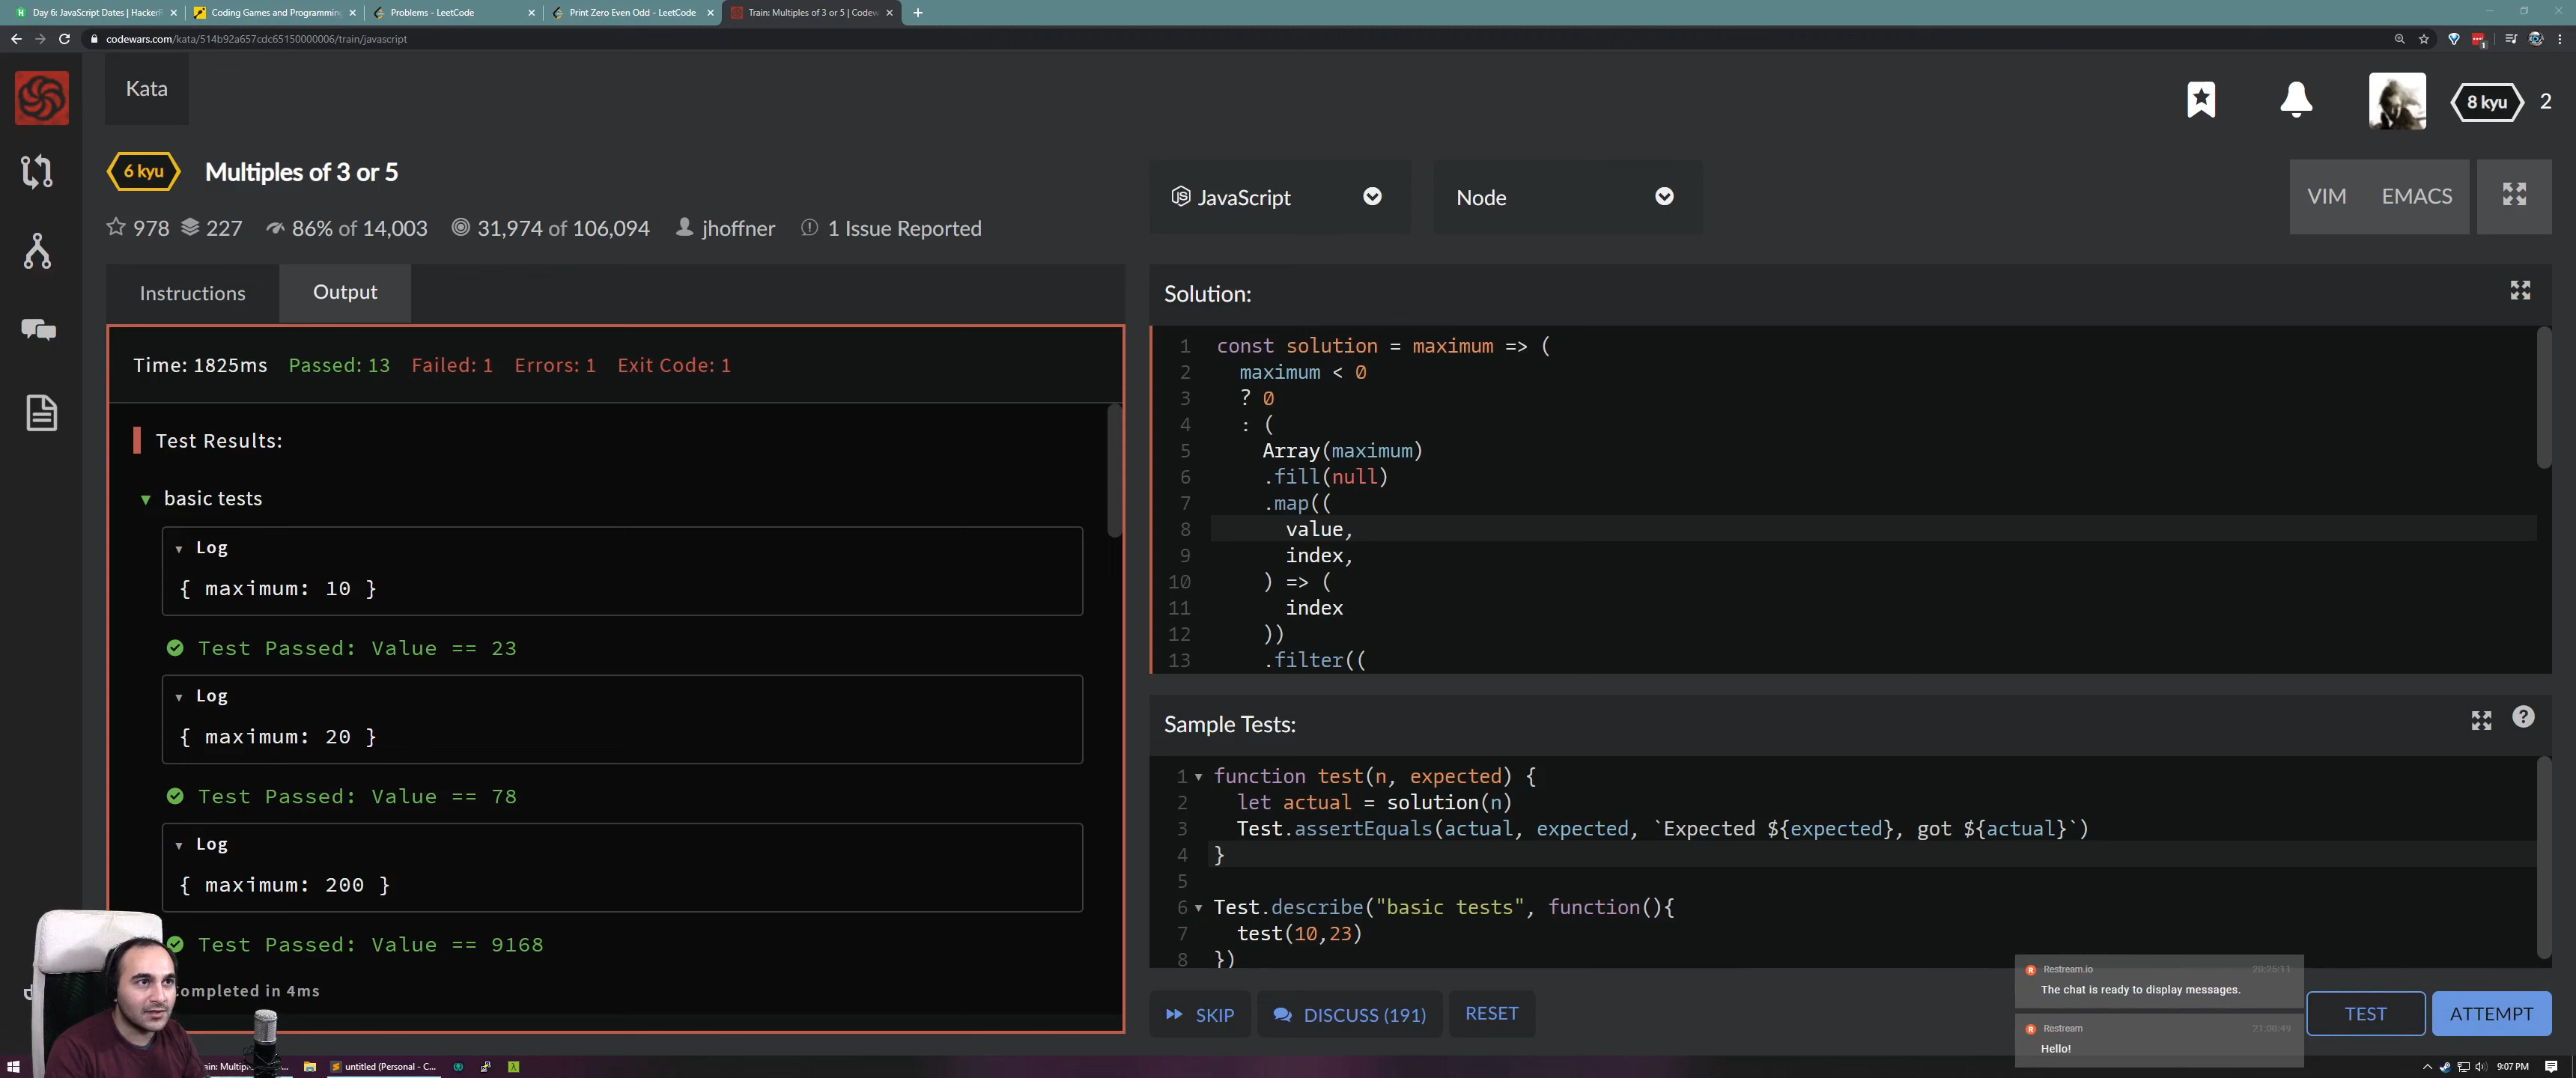 Day 6: JavaScript Dates | HackerR
Coding Games and Programming
Problems - LeetCode
Print Zero Even Odd - LeetCode
Train: Multiples of 3 or 5 | Codew
codewars.com/kata/514b92a657cdc65150000006/train/javascript
Kata
8 kyu 2
6 kyu Multiples of 3 or 5
978 227 86% of 14,003 31,974 of 106,094 jhoffner 1 Issue Reported
JavaScript
Node
VIM EMACS
Instructions Output
Time: 1825ms Passed: 13 Failed: 1 Errors: 1 Exit Code: 1
Test Results:
basic tests
Log
{ maximum: 10 }
Test Passed: Value == 23
Log
{ maximum: 20 }
Test Passed: Value == 78
Log
{ maximum: 200 }
Test Passed: Value == 9168
ompleted in 4ms
Solution:
1 const solution = maximum => (
2 maximum < 0
3 ? 0
4 : (
5 Array(maximum)
6 .fill(null)
7 .map((
8 value,
9 index,
10 ) => (
11 index
12 ))
13 .filter((
Sample Tests:
1 function test(n, expected) {
2 let actual = solution(n)
3 Test.assertEquals(actual, expected, `Expected ${expected}, got ${actual}`)
4 }
5
6 Test.describe("basic tests", function(){
7 test(10,23)
8 })
SKIP DISCUSS (191) RESET
Restream.io 20:25:11
The chat is ready to display messages.
Restream 21:00:49
Hello!
TEST ATTEMPT
ain: Multip
untitled (Personal - C...
9:07 PM